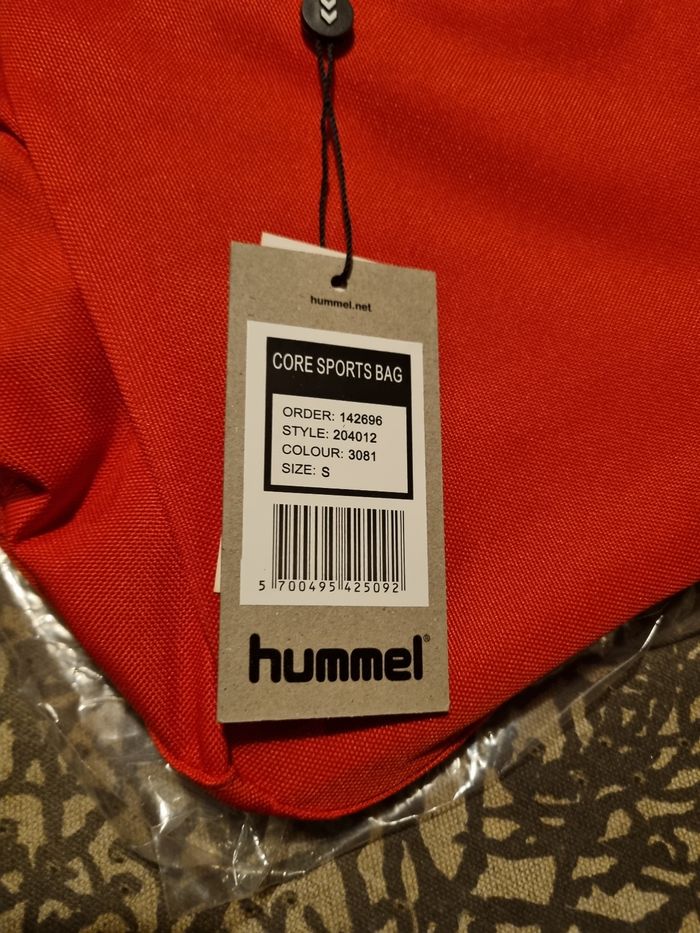 hummel.net
CORE SPORTS BAG
ORDER: 142696
STYLE: 204012
COLOUR: 3081
SIZE: S
5 700495 425092
hummel®